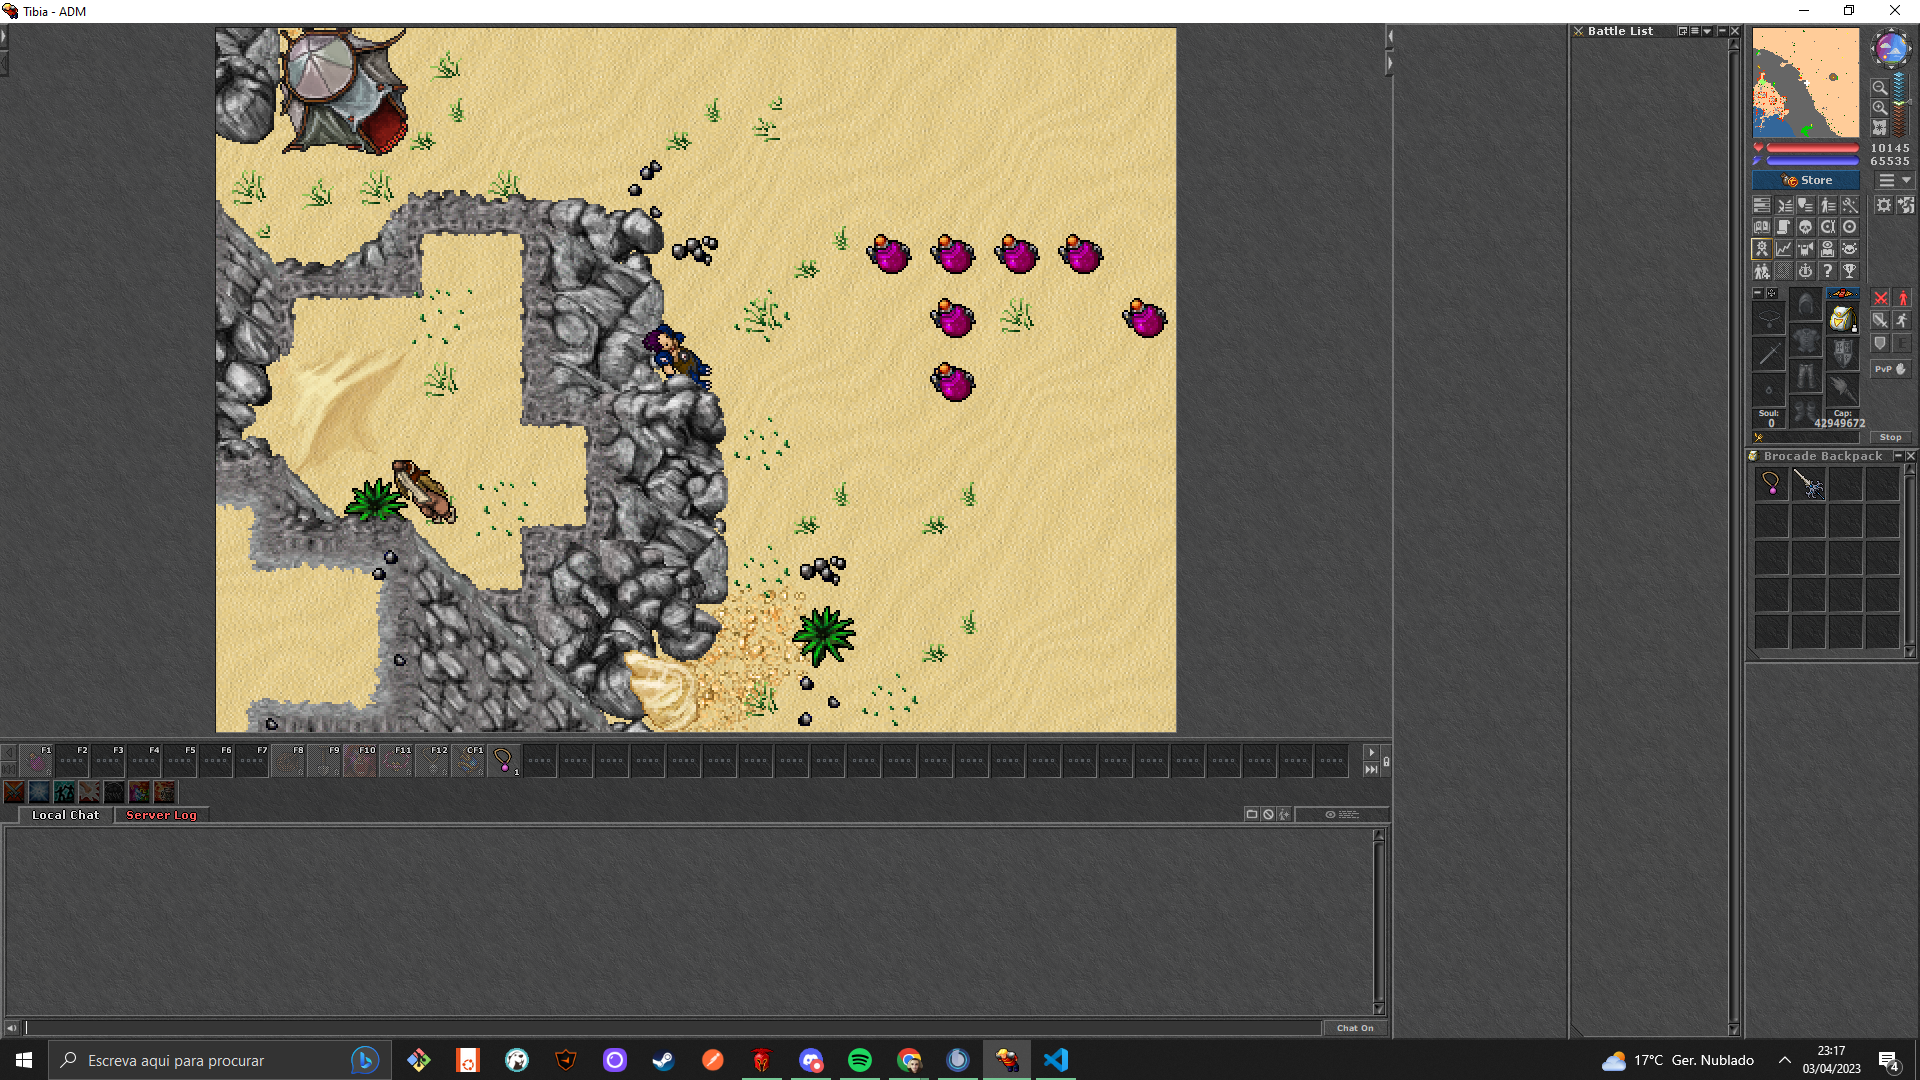 Tibia - ADM
Battle List
10145
65535
Store
PvP
Soul:
0
Cap:
42949672
Stop
Brocade Backpack
F1 F2 F3 F4 F5 F6 F7 F8 F9 F10 F11 F12 CF1
1
Local Chat
Server Log
Chat On
Escreva aqui para procurar
17°C Ger. Nublado
23:17
03/04/2023
4